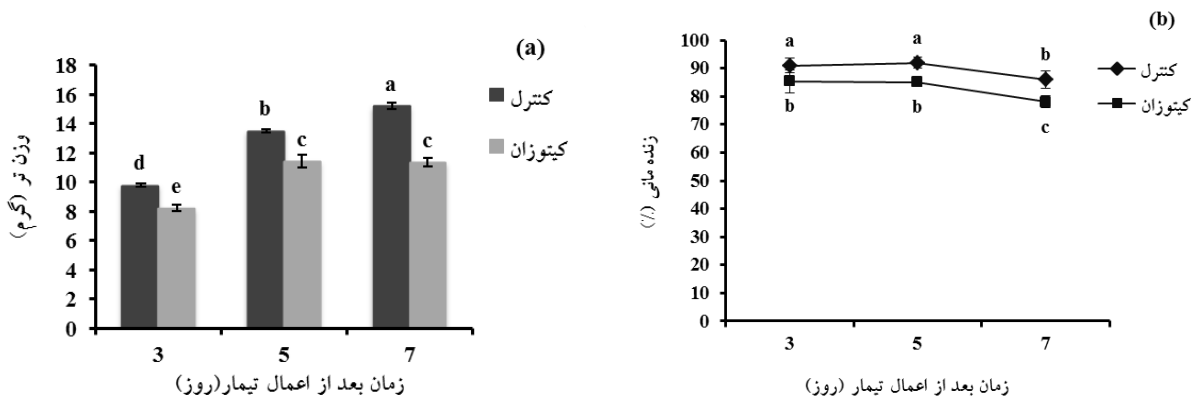 (a)
18
16
14
12
10
8
6
4
2
0
وزن تر (گرم)
d
e
b
c
a
c
کنترل
کیتوزان
3 5 7
زمان بعد از اعمال تیمار(روز)
(b)
100
90
80
70
60
50
40
30
20
10
0
زنده مانی (٪)
a a b
b b c
کنترل
کیتوزان
3 5 7
زمان بعد از اعمال تیمار (روز)